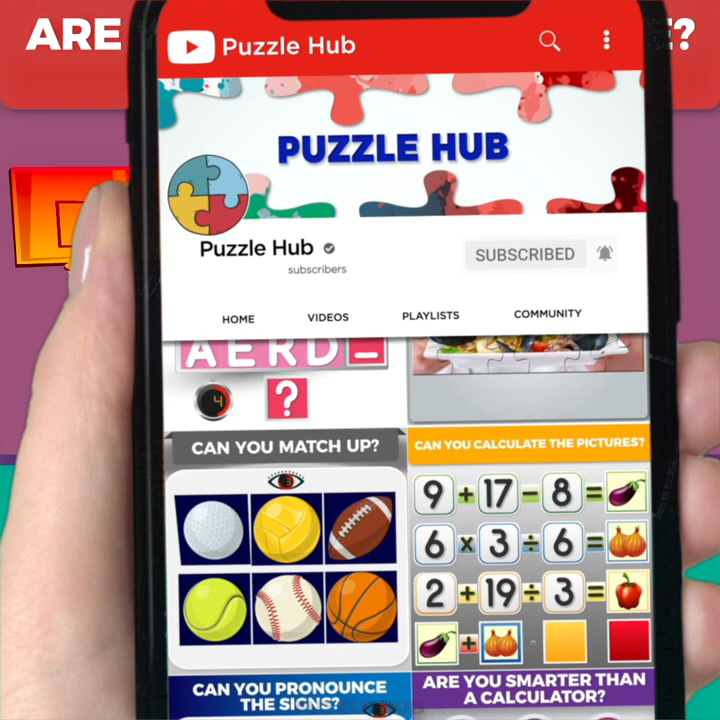 ARE
?
Puzzle Hub
PUZZLE HUB
Puzzle Hub
subscribers
SUBSCRIBED
HOME VIDEOS PLAYLISTS COMMUNITY
AERD_
4
?
CAN YOU MATCH UP?
CAN YOU CALCULATE THE PICTURES?
9 + 17 - 8 =
6 x 3 ÷ 6 =
2 + 19 ÷ 3 =
+
CAN YOU PRONOUNCE
THE SIGNS?
ARE YOU SMARTER THAN
A CALCULATOR?